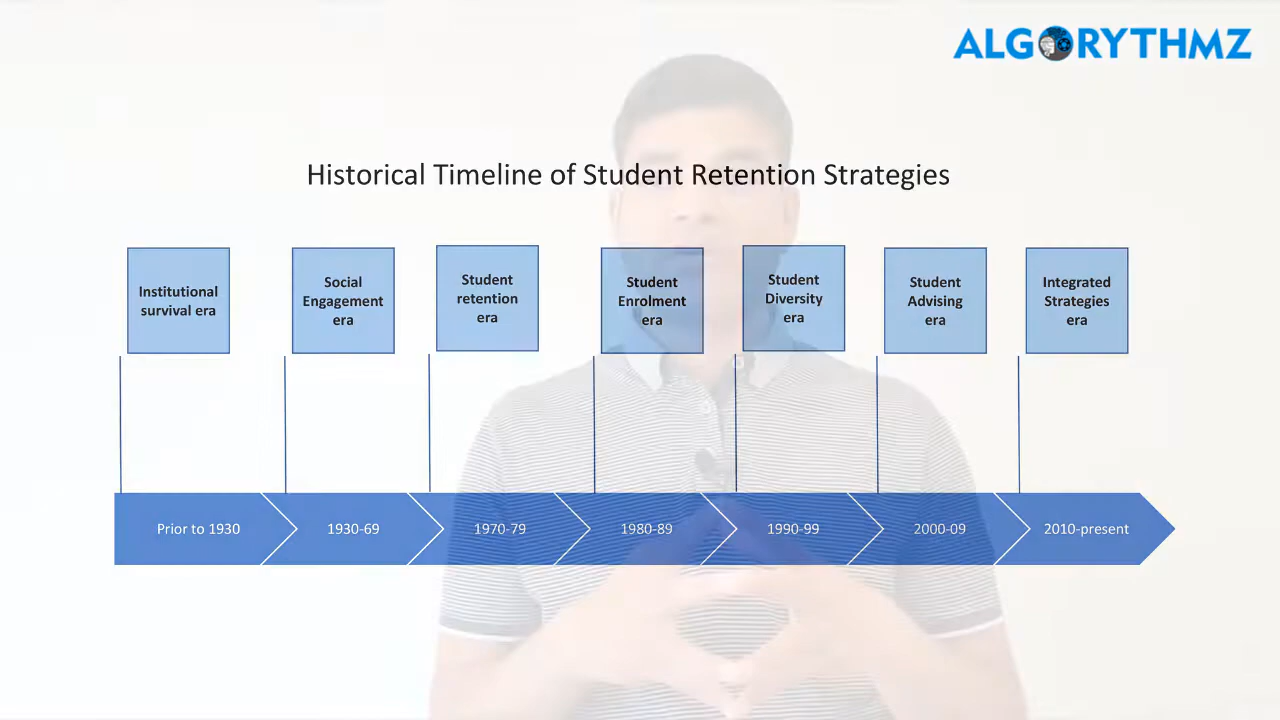 ALGORYTHMZ
Historical Timeline of Student Retention Strategies
Institutional
survival era
Social
Engagement
era
Student
retention
era
Student
Enrolment
era
Student
Diversity
era
Student
Advising
era
Integrated
Strategies
era
Prior to 1930
1930-69
1970-79
1980-89
1990-99
2000-09
2010-present